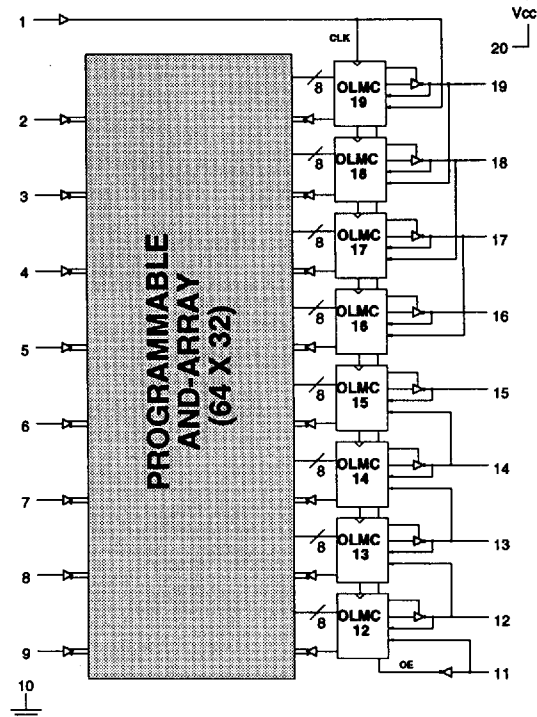 1
CLK
Vcc
20
8
OLMC
19
19
2
8
OLMC
18
18
3
8
OLMC
17
17
4
8
OLMC
16
16
5
PROGRAMMABLE
AND-ARRAY
(64 X 32)
8
OLMC
15
15
6
8
OLMC
14
14
7
8
OLMC
13
13
8
8
OLMC
12
12
9
OE
11
10